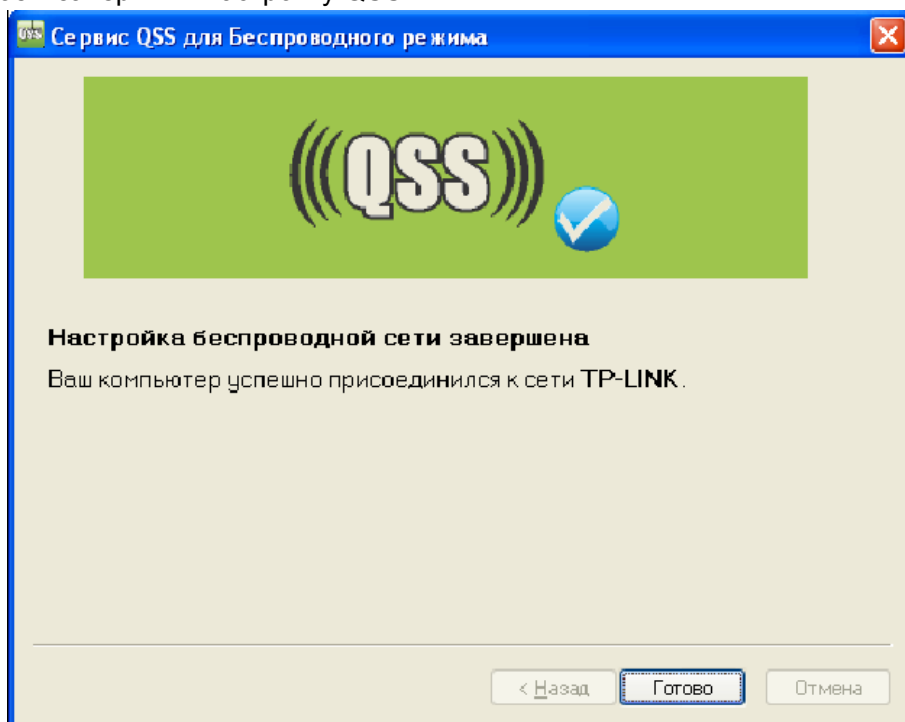 QSS
Сервис QSS для Беспроводного режима
(((QSS)))
Настройка беспроводной сети завершена
Ваш компьютер успешно присоединился к сети TP-LINK.
< Назад Готово Отмена